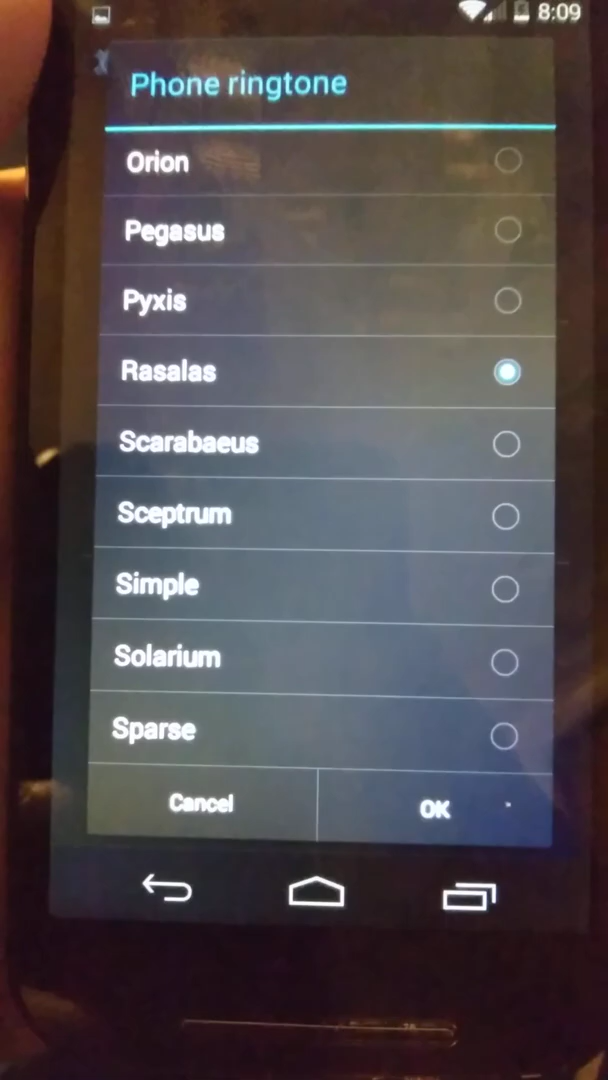 8:09
Phone ringtone
Orion
Pegasus
Pyxis
Rasalas
Scarabaeus
Sceptrum
Simple
Solarium
Sparse
Cancel
OK